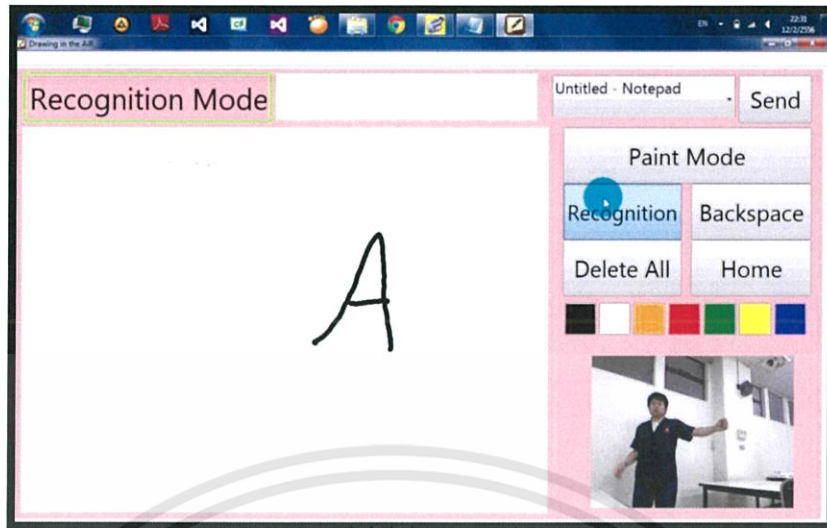 EN
22:31
12/2/2556
Drawing in the AIR
Recognition Mode
Untitled - Notepad
Send
Paint Mode
Recognition
Backspace
Delete All
Home
A